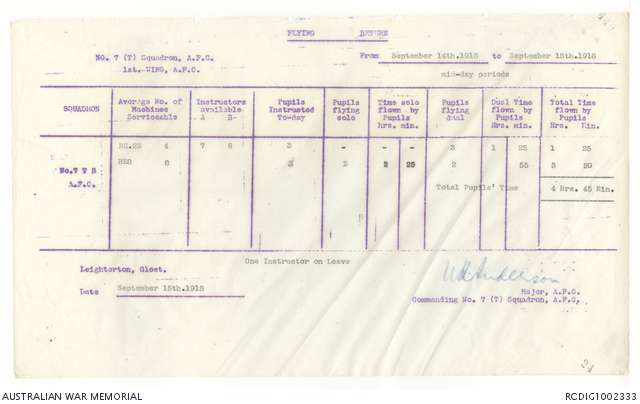 FLYING RETURN
NO. 7 (T) Squadron, A.F.C.
1st. WING, A.F.C.
From September 14th.1918 to September 15th.1918
mid-day periods
SQUADRON
Average No. of Machines Serviceable
Instructors available A B-
Pupils Instructed To-day
Pupils flying solo
Time solo flown by Pupils Hrs. min.
Pupils flying dual
Dual Time flown by Pupils Hrs. min.
Total Time flown by Pupils Hrs. Min.
No.7 T S A.F.C.
4 7 6 3 - - - 3 1 25 1 25
RE8 8 3 2 2 25 2 55 3 20
Total Pupils' Time 4 Hrs. 45 Min.
One Instructor on Leave
Leighterton, Glost.
Date September 15th.1918
Major, A.F.C.
Commanding No. 7 (T) Squadron, A.F.C,
AUSTRALIAN WAR MEMORIAL
RCDIG1002333